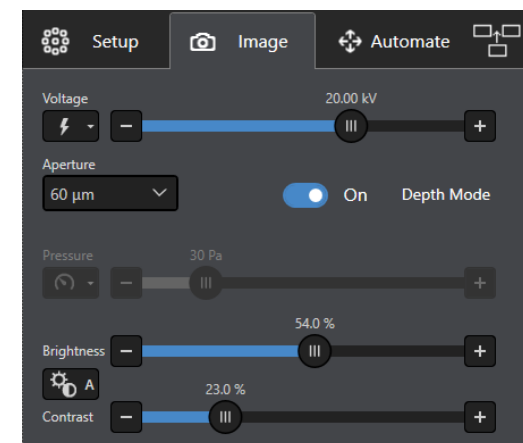 Setup Image Automate
Voltage 20.00 kV
Aperture
60 µm On Depth Mode
Pressure 30 Pa
54.0 %
Brightness
A
23.0 %
Contrast